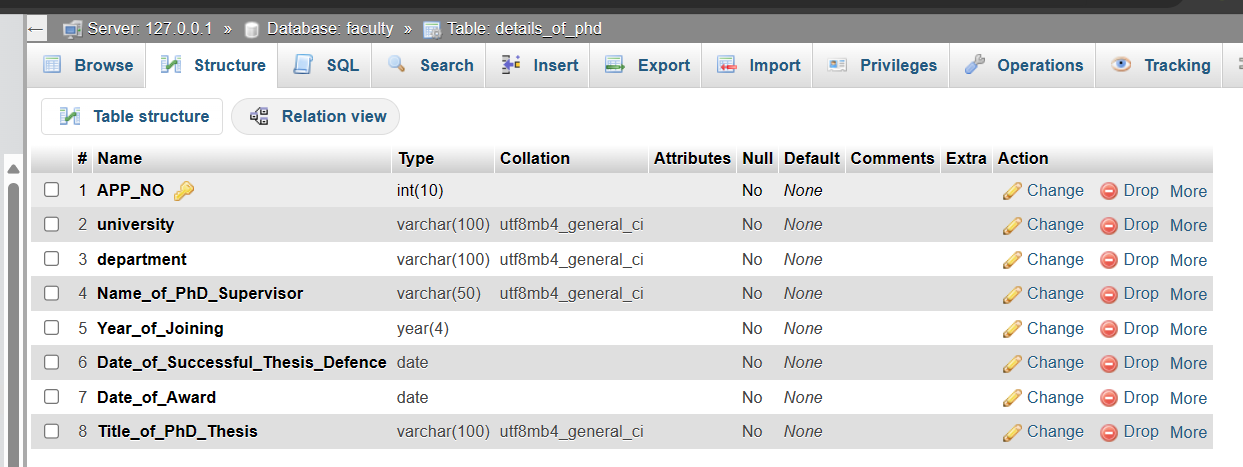 ← Server: 127.0.0.1 » Database: faculty » Table: details_of_phd
Browse Structure SQL Search Insert Export Import Privileges Operations Tracking
Table structure Relation view
# Name Type Collation Attributes Null Default Comments Extra Action
1 APP_NO int(10) No None Change Drop More
2 university varchar(100) utf8mb4_general_ci No None Change Drop More
3 department varchar(100) utf8mb4_general_ci No None Change Drop More
4 Name_of_PhD_Supervisor varchar(50) utf8mb4_general_ci No None Change Drop More
5 Year_of_Joining year(4) No None Change Drop More
6 Date_of_Successful_Thesis_Defence date No None Change Drop More
7 Date_of_Award date No None Change Drop More
8 Title_of_PhD_Thesis varchar(100) utf8mb4_general_ci No None Change Drop More